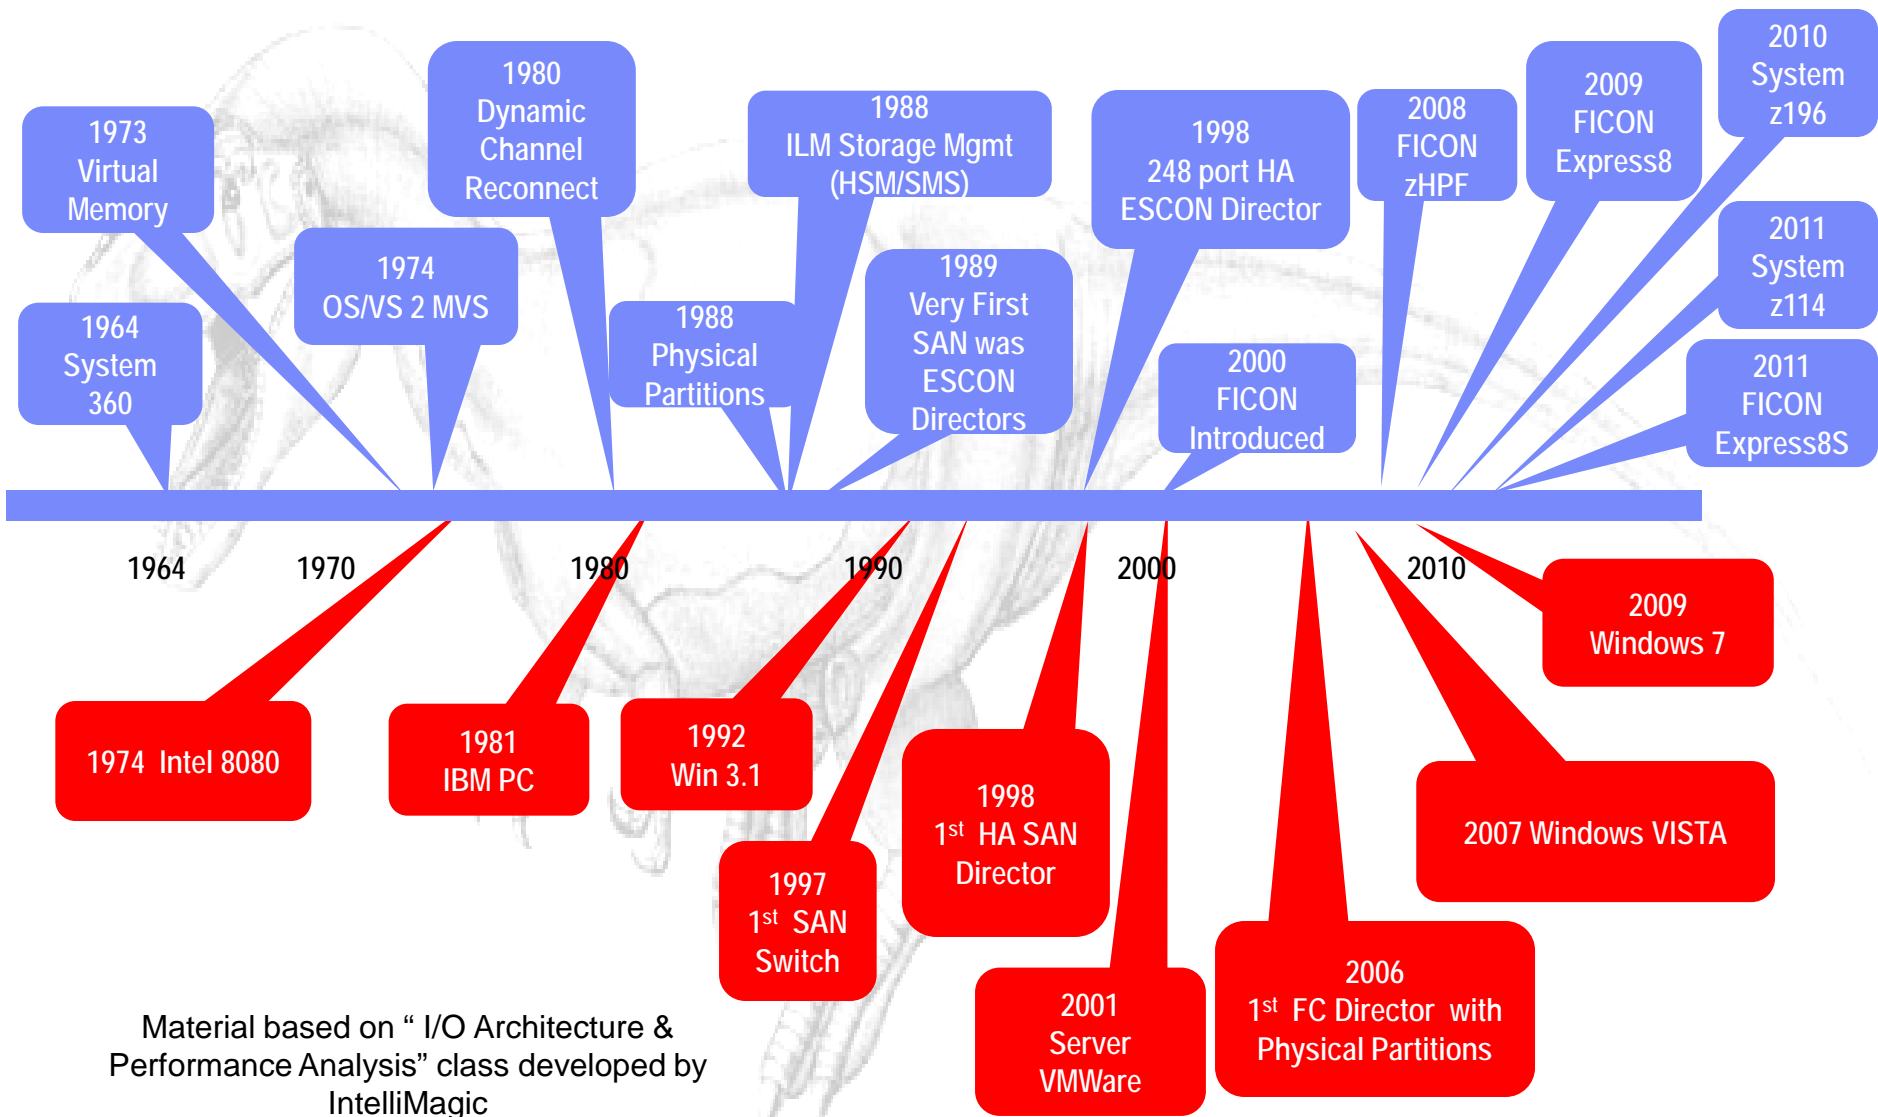 1964
System
360
1973
Virtual
Memory
1974
OS/VS 2 MVS
1980
Dynamic
Channel
Reconnect
1988
Physical
Partitions
1988
ILM Storage Mgmt
(HSM/SMS)
1989
Very First
SAN was
ESCON
Directors
1998
248 port HA
ESCON Director
2000
FICON
Introduced
2008
FICON
zHPF
2009
FICON
Express8
2010
System
z196
2011
System
z114
2011
FICON
Express8S
1964 1970 1980 1990 2000 2010
1974 Intel 8080
1981
IBM PC
1992
Win 3.1
1997
1st SAN
Switch
1998
1st HA SAN
Director
2001
Server
VMWare
2006
1st FC Director with
Physical Partitions
2007 Windows VISTA
2009
Windows 7
Material based on “ I/O Architecture &
Performance Analysis” class developed by
IntelliMagic